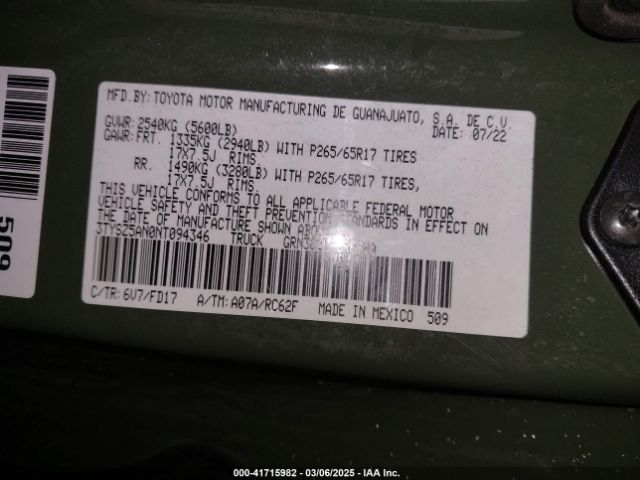 MFD.BY:TOYOTA MOTOR MANUFACTURING DE GUANAJUATO, S.A. DE C.V.
DATE: 07/22
GVWR:2540KG (5600LB)
GAWR:FRT. 1335KG (2940LB) WITH P265/65R17 TIRES
17X7.5J RIMS.
RR. 1490KG (3280LB) WITH P265/65R17 TIRES,
17X7.5J RIMS.
THIS VEHICLE CONFORMS TO ALL APPLICABLE FEDERAL MOTOR
VEHICLE SAFETY, AND THEFT PREVENTION STANDARDS IN EFFECT ON
THE DATE OF MANUFACTURE SHOWN
3TYSZ5AN0NT094346 TRUCK
C/TR: 6V7/FD17 A/TM: A07A/RC62F MADE IN MEXICO 509
509
000-41715982 — 03/06/2025 — IAA Inc.